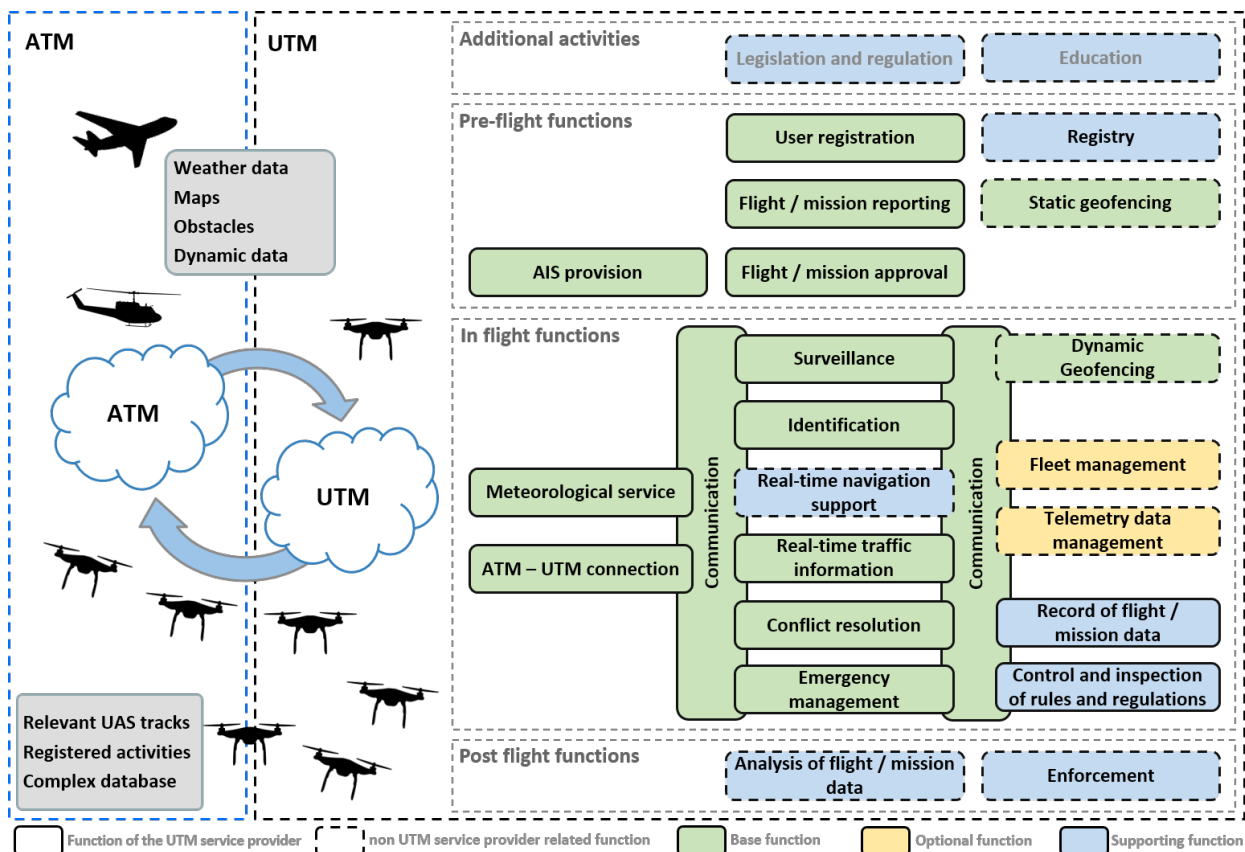 ATM
UTM
Additional activities
Legislation and regulation
Education
Pre-flight functions
User registration
Registry
Weather data
Maps
Obstacles
Dynamic data
Flight / mission reporting
Static geofencing
AIS provision
Flight / mission approval
In flight functions
Communication
Surveillance
Communication
Dynamic
Geofencing
Identification
ATM
UTM
Meteorological service
Real-time navigation
support
Fleet management
ATM – UTM connection
Real-time traffic
information
Telemetry data
management
Conflict resolution
Record of flight /
mission data
Emergency
management
Control and inspection
of rules and regulations
Relevant UAS tracks
Registered activities
Complex database
Post flight functions
Analysis of flight / mission
data
Enforcement
Function of the UTM service provider
non UTM service provider related function
Base function
Optional function
Supporting function